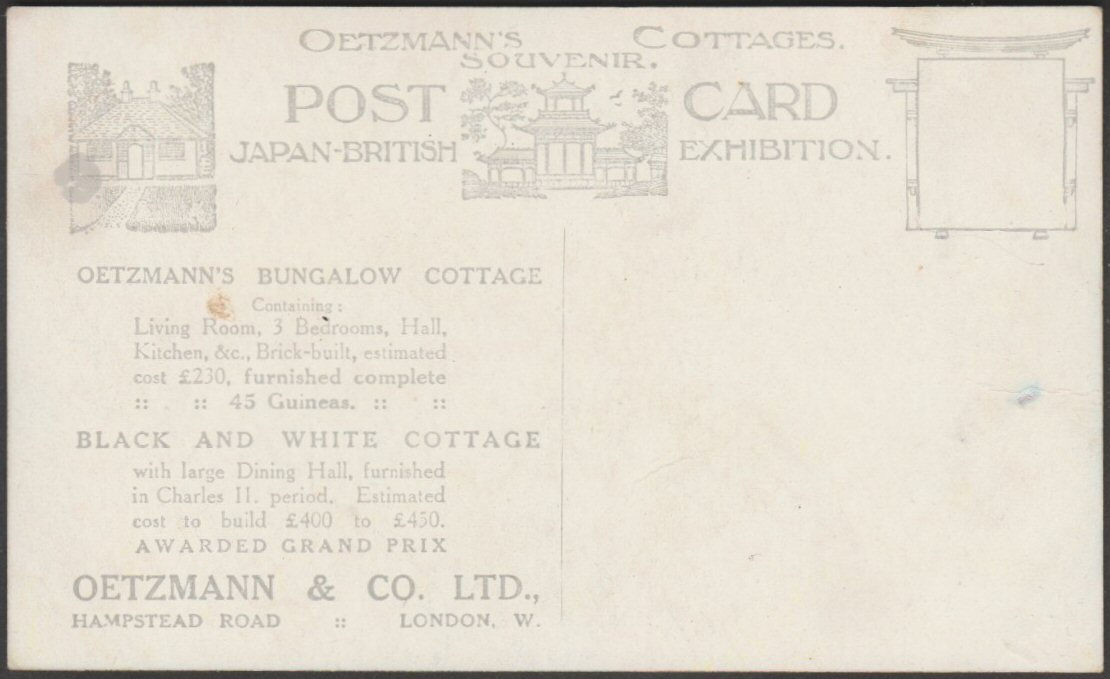 OETZMANN'S COTTAGES.
SOUVENIR.
POST CARD
JAPAN-BRITISH EXHIBITION.
OETZMANN'S BUNGALOW COTTAGE
Containing:
Living Room, 3 Bedrooms, Hall,
Kitchen, &c., Brick-built, estimated
cost £230, furnished complete
:: :: 45 Guineas. :: ::
BLACK AND WHITE COTTAGE
with large Dining Hall, furnished
in Charles II. period. Estimated
cost to build £400 to £450.
AWARDED GRAND PRIX
OETZMANN & CO. LTD.,
HAMPSTEAD ROAD :: LONDON, W.